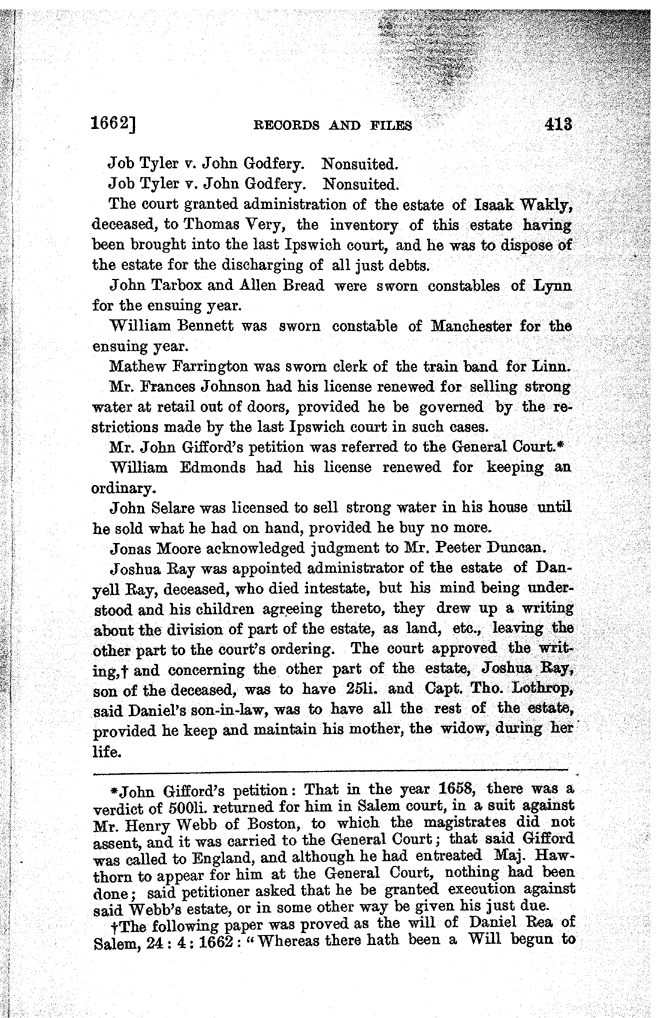 1662] RECORDS AND FILES 413
Job Tyler v. John Godfery. Nonsuited.
Job Tyler v. John Godfery. Nonsuited.
The court granted administration of the estate of Isaak Wakly,
deceased, to Thomas Very, the inventory of this estate having
been brought into the last Ipswich court, and he was to dispose of
the estate for the discharging of all just debts.
John Tarbox and Allen Bread were sworn constables of Lynn
for the ensuing year.
William Bennett was sworn constable of Manchester for the
ensuing year.
Mathew Farrington was sworn clerk of the train band for Linn.
Mr. Frances Johnson had his license renewed for selling strong
water at retail out of doors, provided he be governed by the re-
strictions made by the last Ipswich court in such cases.
Mr. John Gifford's petition was referred to the General Court.*
William Edmonds had his license renewed for keeping an
ordinary.
John Selare was licensed to sell strong water in his house until
he sold what he had on hand, provided he buy no more.
Jonas Moore acknowledged judgment to Mr. Peeter Duncan.
Joshua Ray was appointed administrator of the estate of Dan-
yell Ray, deceased, who died intestate, but his mind being under-
stood and his children agreeing thereto, they drew up a writing
about the division of part of the estate, as land, etc., leaving the
other part to the court's ordering. The court approved the writ-
ing,† and concerning the other part of the estate, Joshua Ray,
son of the deceased, was to have 25li. and Capt. Tho. Lothrop,
said Daniel's son-in-law, was to have all the rest of the estate,
provided he keep and maintain his mother, the widow, during her
life.
*John Gifford's petition: That in the year 1658, there was a
verdict of 500li. returned for him in Salem court, in a suit against
Mr. Henry Webb of Boston, to which the magistrates did not
assent, and it was carried to the General Court; that said Gifford
was called to England, and although he had entreated Maj. Haw-
thorn to appear for him at the General Court, nothing had been
done; said petitioner asked that he be granted execution against
said Webb's estate, or in some other way be given his just due.
†The following paper was proved as the will of Daniel Rea of
Salem, 24 : 4 : 1662 : "Whereas there hath been a Will begun to